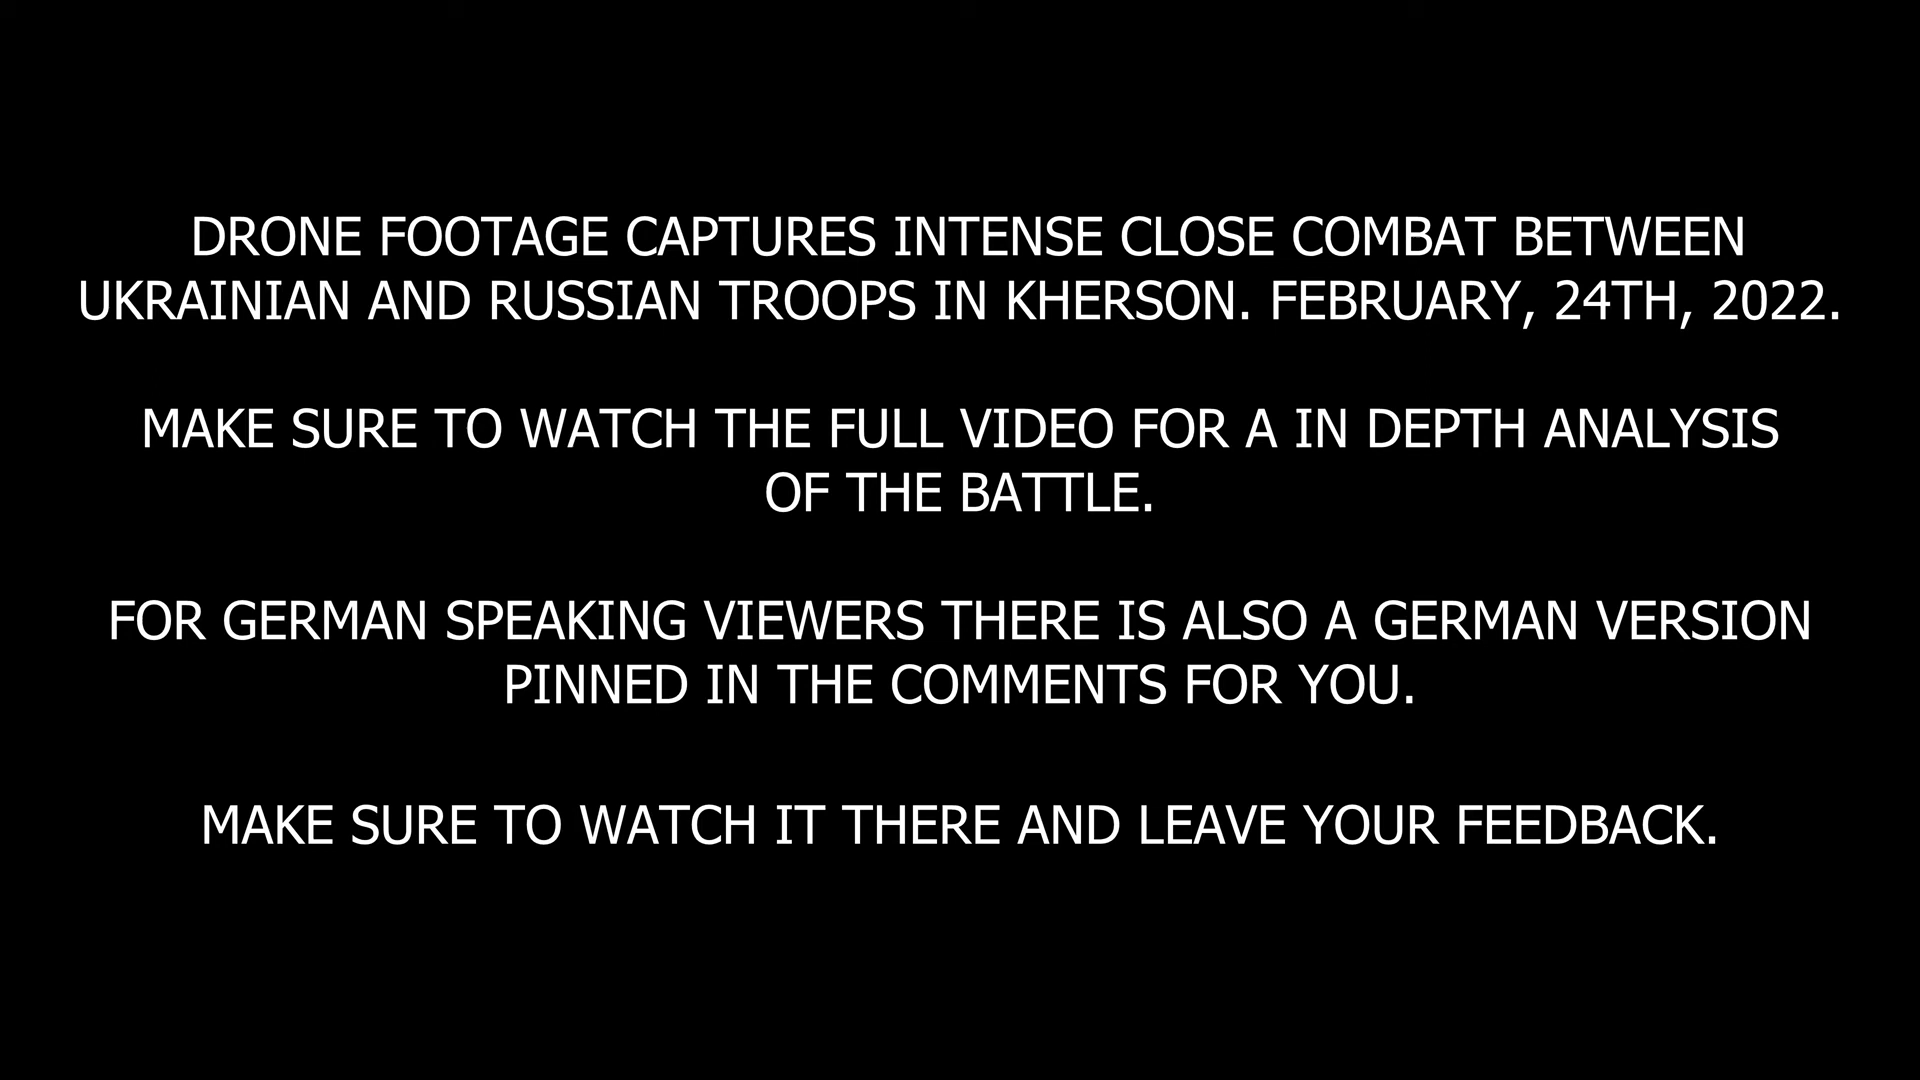 DRONE FOOTAGE CAPTURES INTENSE CLOSE COMBAT BETWEEN
UKRAINIAN AND RUSSIAN TROOPS IN KHERSON. FEBRUARY, 24TH, 2022.
MAKE SURE TO WATCH THE FULL VIDEO FOR A IN DEPTH ANALYSIS
OF THE BATTLE.
FOR GERMAN SPEAKING VIEWERS THERE IS ALSO A GERMAN VERSION
PINNED IN THE COMMENTS FOR YOU.
MAKE SURE TO WATCH IT THERE AND LEAVE YOUR FEEDBACK.